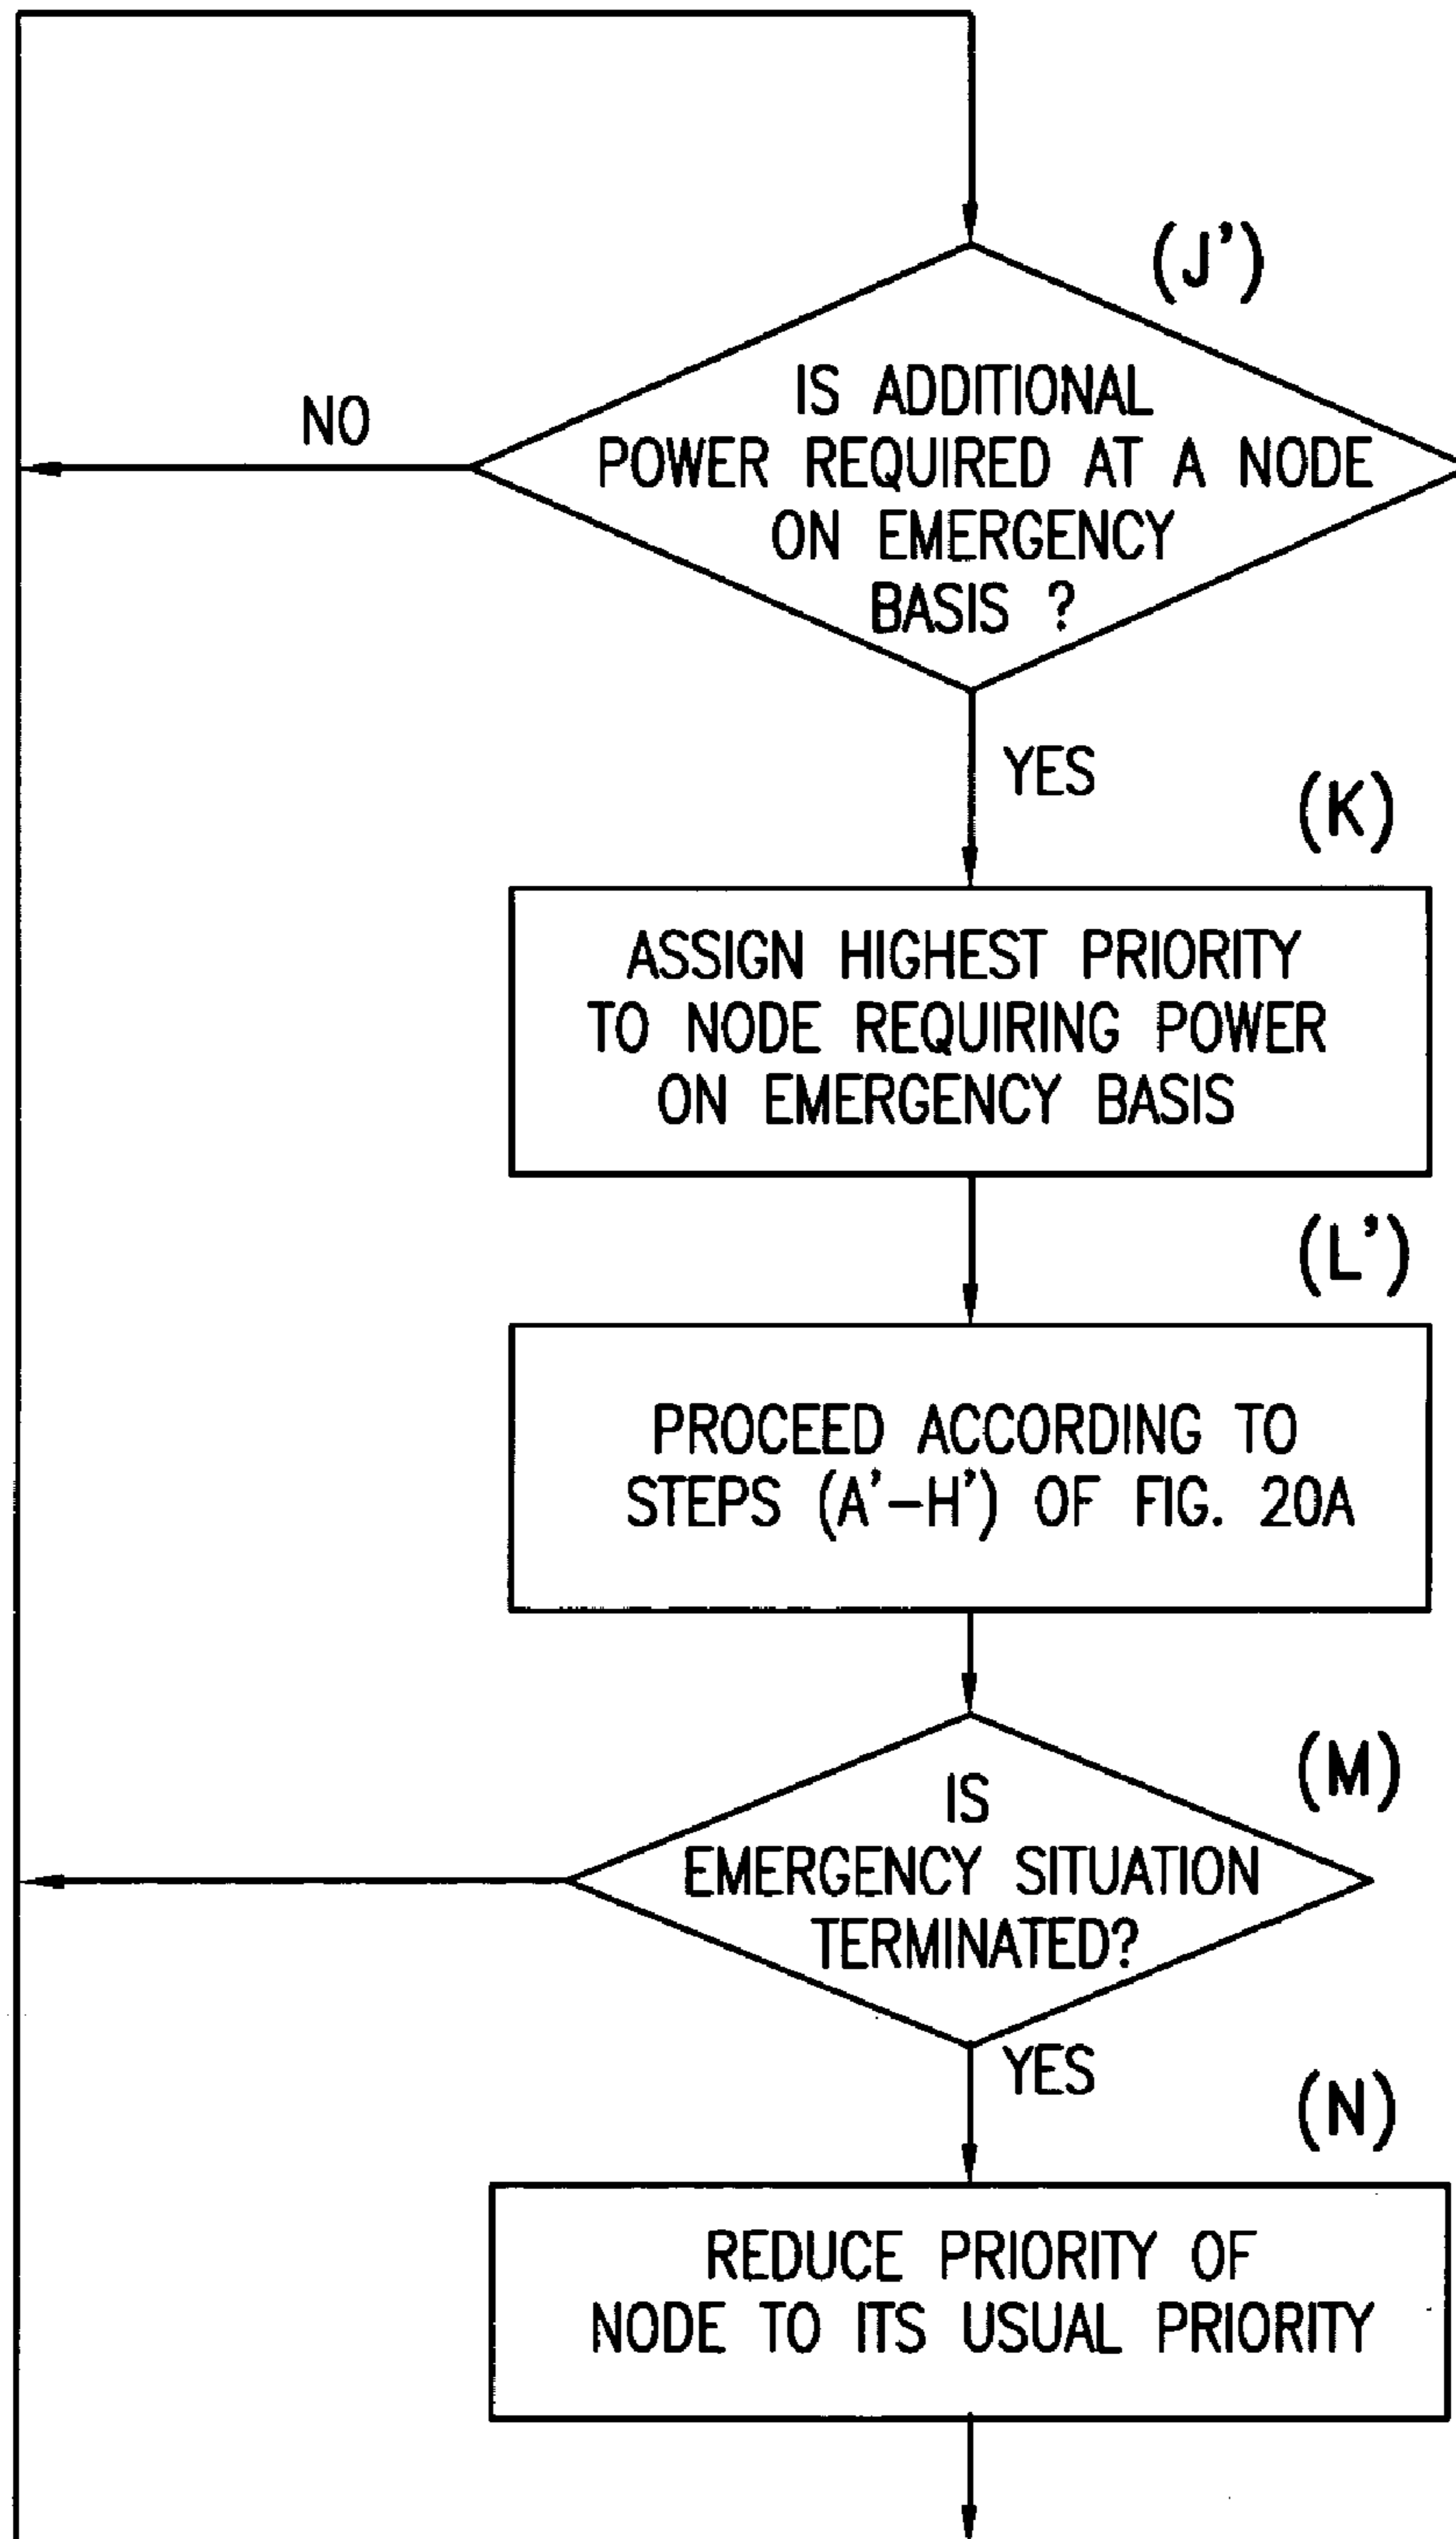 (J')
IS ADDITIONAL
POWER REQUIRED AT A NODE
ON EMERGENCY
BASIS ?
NO
YES
(K)
ASSIGN HIGHEST PRIORITY
TO NODE REQUIRING POWER
ON EMERGENCY BASIS
(L')
PROCEED ACCORDING TO
STEPS (A'-H') OF FIG. 20A
(M)
IS
EMERGENCY SITUATION
TERMINATED?
YES
(N)
REDUCE PRIORITY OF
NODE TO ITS USUAL PRIORITY